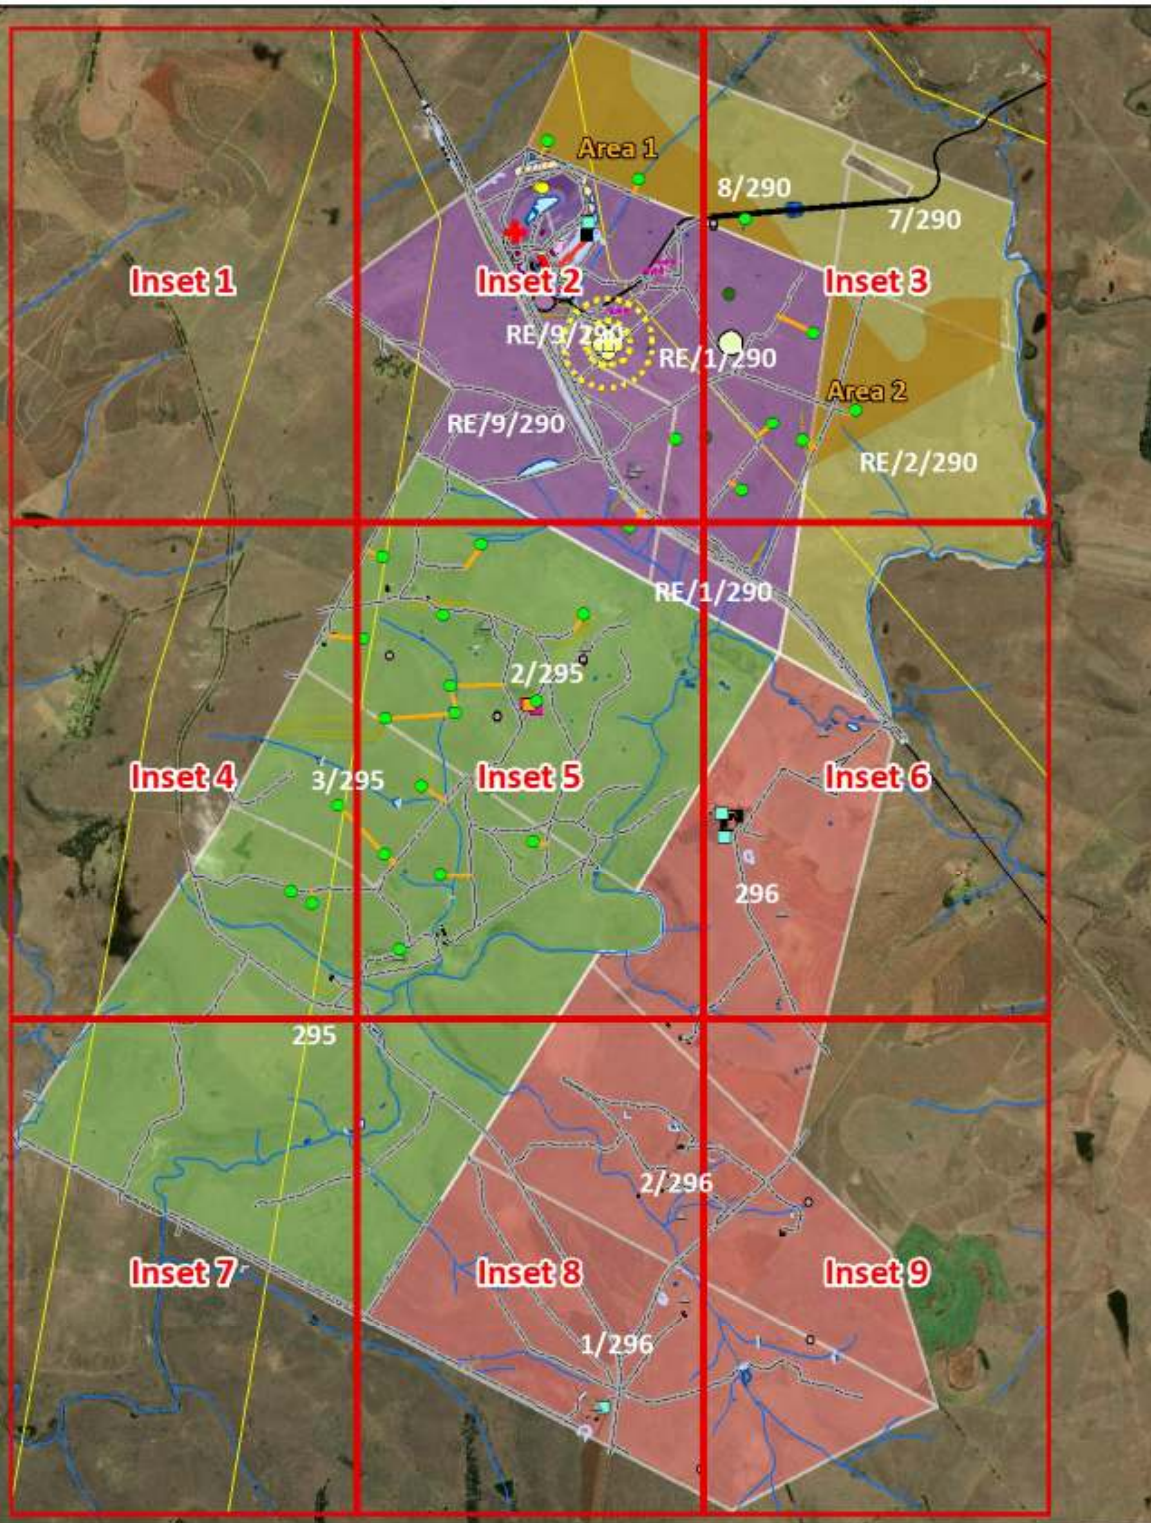 Area 1
8/290
7/290
Inset 1
Inset 2
Inset 3
RE/9/290
RE/1/290
Area 2
RE/9/290
RE/2/290
RE/1/290
2/295
Inset 4
3/295
Inset 5
Inset 6
296
295
2/296
Inset 7
Inset 8
Inset 9
1/296